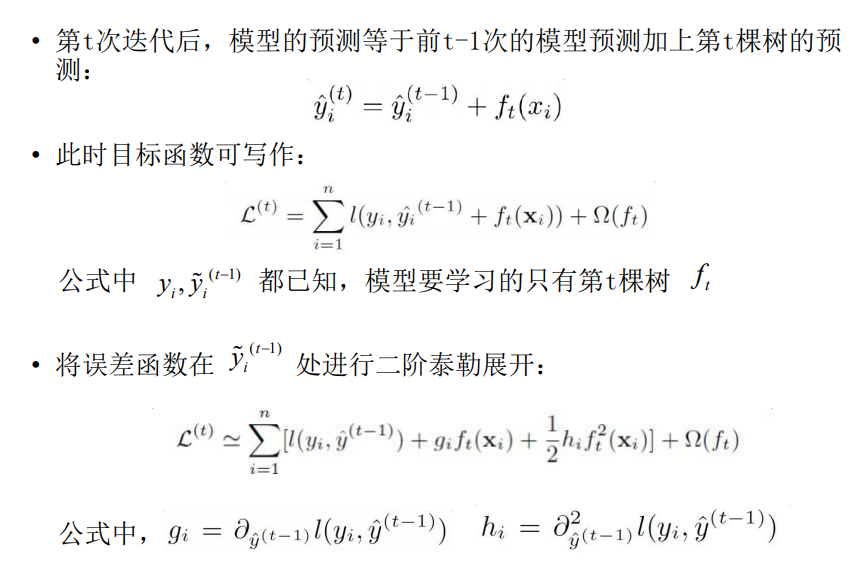 • 第t次迭代后，模型的预测等于前t-1次的模型预测加上第t棵树的预
测：
$\hat{y}_i^{(t)} = \hat{y}_i^{(t-1)} + f_t(x_i)$
• 此时目标函数可写作：
$\mathcal{L}^{(t)} = \sum_{i=1}^{n} l(y_i, \hat{y}_i{}^{(t-1)} + f_t(\mathbf{x}_i)) + \Omega(f_t)$
公式中 $y_i, \tilde{y}_i{}^{(t-1)}$ 都已知，模型要学习的只有第t棵树 $f_t$
• 将误差函数在 $\tilde{y}_i{}^{(t-1)}$ 处进行二阶泰勒展开：
$\mathcal{L}^{(t)} \simeq \sum_{i=1}^{n} [l(y_i, \hat{y}^{(t-1)}) + g_i f_t(\mathbf{x}_i) + \frac{1}{2} h_i f_t^2(\mathbf{x}_i)] + \Omega(f_t)$
公式中，$g_i = \partial_{\hat{y}^{(t-1)}} l(y_i, \hat{y}^{(t-1)})$ $h_i = \partial^2_{\hat{y}^{(t-1)}} l(y_i, \hat{y}^{(t-1)})$